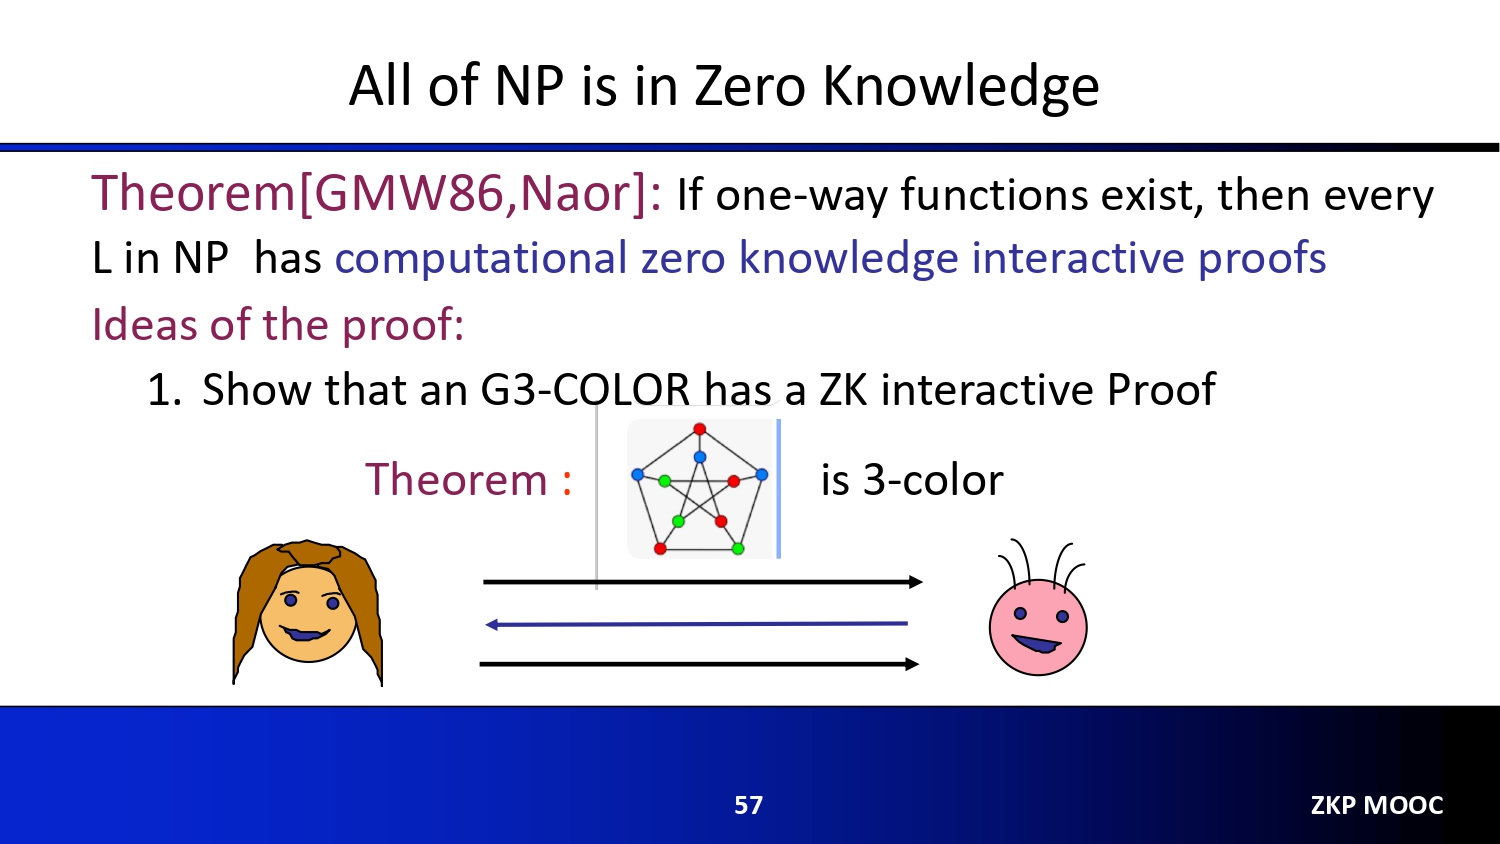 All of NP is in Zero Knowledge
Theorem[GMW86,Naor]: If one-way functions exist, then every
L in NP has computational zero knowledge interactive proofs
Ideas of the proof:
1. Show that an G3-COLOR has a ZK interactive Proof
Theorem : is 3-color
57
ZKP MOOC